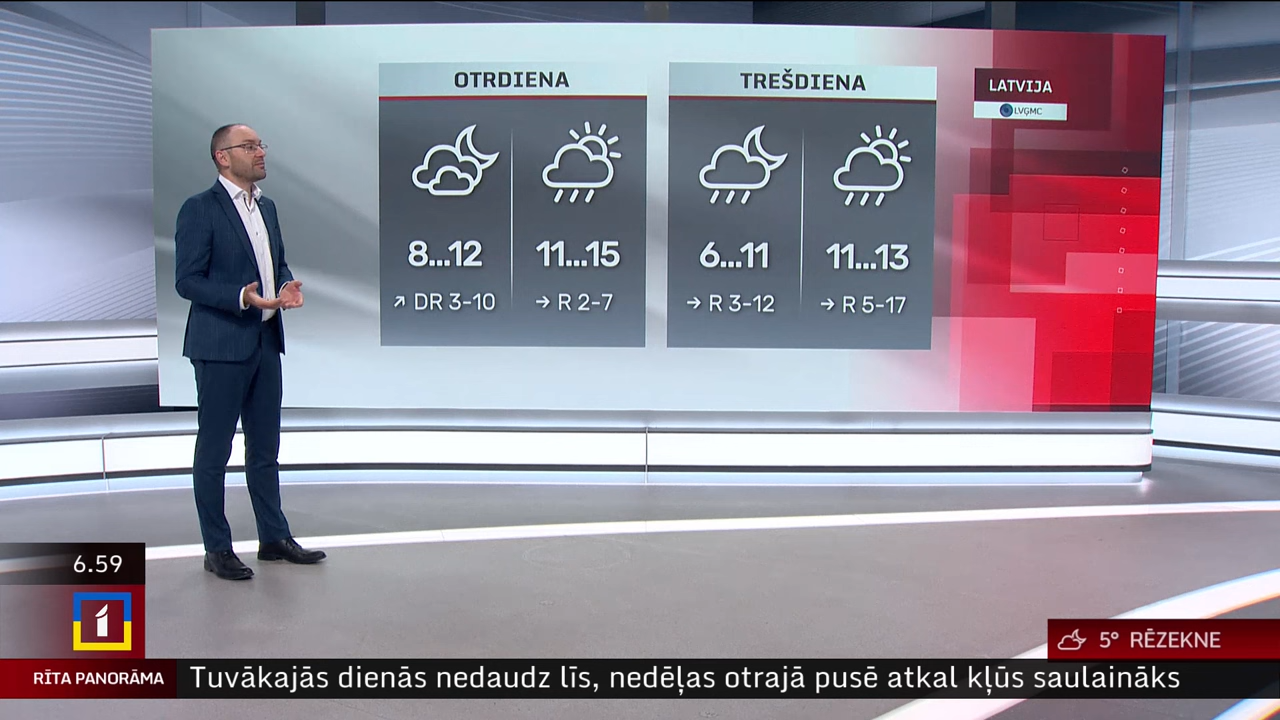 OTRDIENA
8...12
11...15
DR 3-10
R 2-7
TREŠDIENA
6...11
11...13
R 3-12
R 5-17
LATVIJA
LVĢMC
6.59
1
5° RĒZEKNE
RĪTA PANORĀMA
Tuvākajās dienās nedaudz līs, nedēļas otrajā pusē atkal kļūs saulaināks